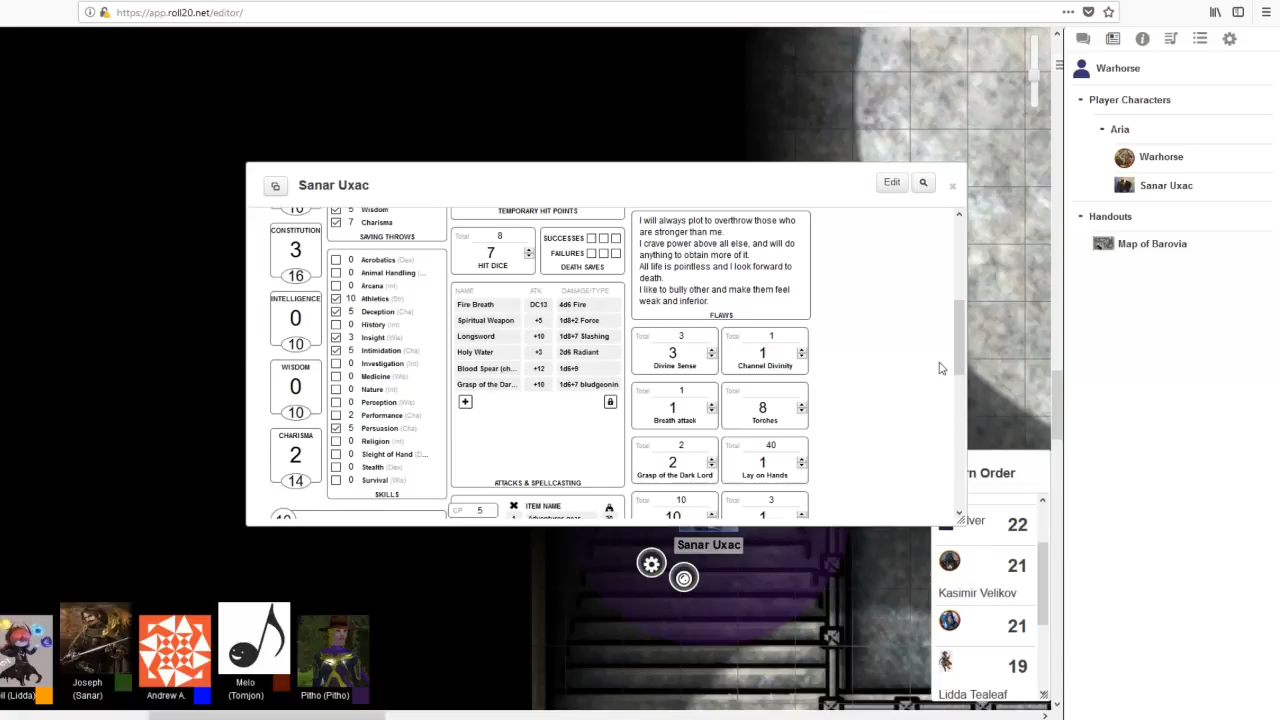 https://app.roll20.net/editor/
Warhorse
Player Characters
Aria
Warhorse
Sanar Uxac
Handouts
Map of Barovia
Sanar Uxac
Edit
CONSTITUTION
3
16
INTELLIGENCE
0
10
WISDOM
0
10
CHARISMA
2
14
5 Wisdom
7 Charisma
SAVING THROWS
0 Acrobatics (Dex)
0 Animal Handling (...
0 Arcana (Int)
10 Athletics (Str)
5 Deception (Cha)
0 History (Int)
3 Insight (Wis)
5 Intimidation (Cha)
0 Investigation (Int)
0 Medicine (Wis)
0 Nature (Int)
0 Perception (Wis)
2 Performance (Cha)
5 Persuasion (Cha)
0 Religion (Int)
0 Sleight of Hand (D...
0 Stealth (Dex)
0 Survival (Wis)
SKILLS
TEMPORARY HIT POINTS
Total 8
7
HIT DICE
SUCCESSES
FAILURES
DEATH SAVES
NAME ATK DAMAGE/TYPE
Fire Breath DC13 4d6 Fire
Spiritual Weapon +5 1d8+2 Force
Longsword +10 1d8+7 Slashing
Holy Water +3 2d6 Radiant
Blood Spear (ch... +12 1d6+9
Grasp of the Dar... +10 1d6+7 bludgeonin
ATTACKS & SPELLCASTING
CP 5
ITEM NAME
I will always plot to overthrow those who
are stronger than me.
I crave power above all else, and will do
anything to obtain more of it.
All life is pointless and I look forward to
death.
I like to bully other and make them feel
weak and inferior.
FLAWS
Total 3
3
Divine Sense
Total 1
1
Channel Divinity
Total 1
1
Breath attack
Total
8
Torches
Total 2
2
Grasp of the Dark Lord
Total 40
1
Lay on Hands
Total 10
10
Total 3
1
Sanar Uxac
rn Order
lver 22
21
Kasimir Velikov
21
19
Lidda Tealeaf
il (Lidda)
Joseph
(Sanar)
Andrew A.
Melo
(Tomjon)
Pitho (Pitho)